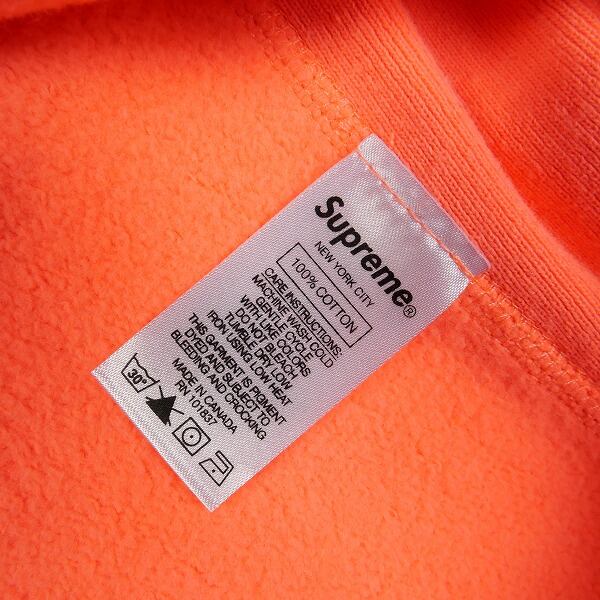 Supreme®
NEW YORK CITY
100% COTTON
CARE INSTRUCTIONS:
MACHINE WASH COLD
GENTLE CYCLE
WITH LIKE COLORS
DO NOT BLEACH
TUMBLE DRY LOW
IRON USING LOW HEAT
THIS GARMENT IS PIGMENT
DYED AND SUBJECT TO
BLEEDING AND CROCKING
MADE IN CANADA
RN 101837
30°